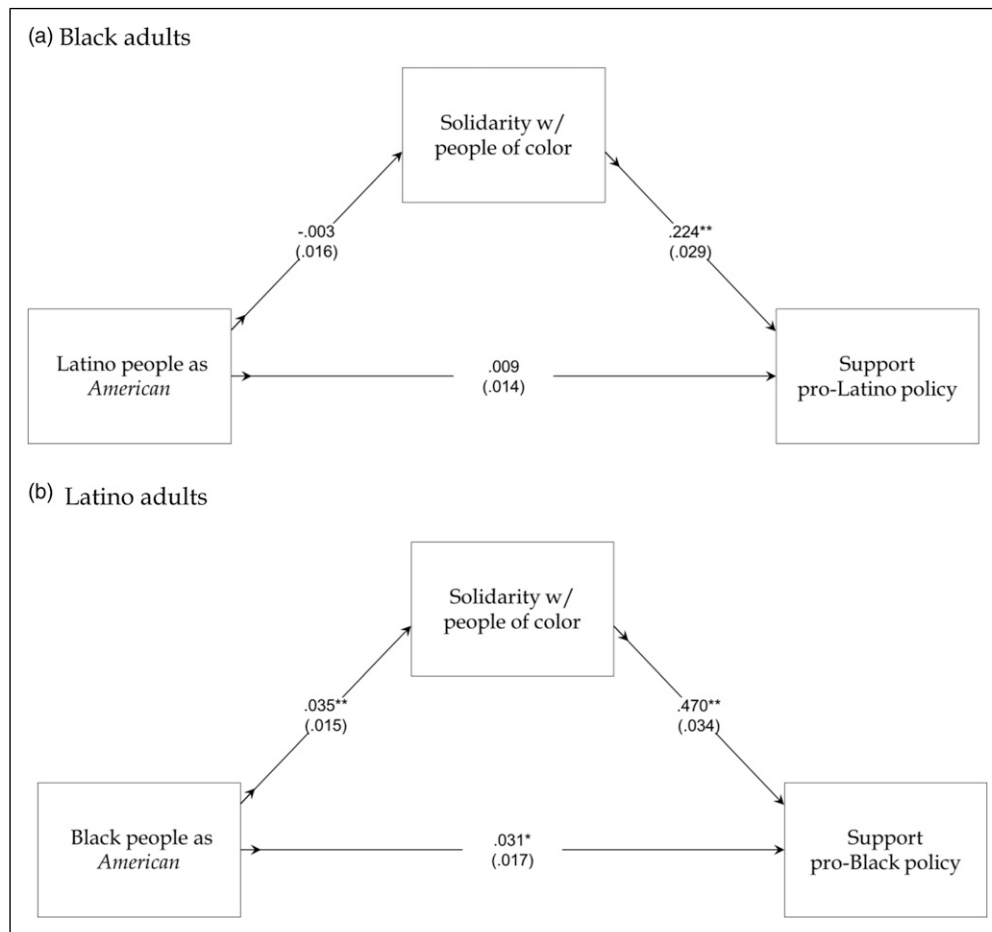 (a) Black adults
Solidarity w/
people of color
-.003
(.016)
.224**
(.029)
Latino people as
American
.009
(.014)
Support
pro-Latino policy
(b) Latino adults
Solidarity w/
people of color
.035**
(.015)
.470**
(.034)
Black people as
American
.031*
(.017)
Support
pro-Black policy